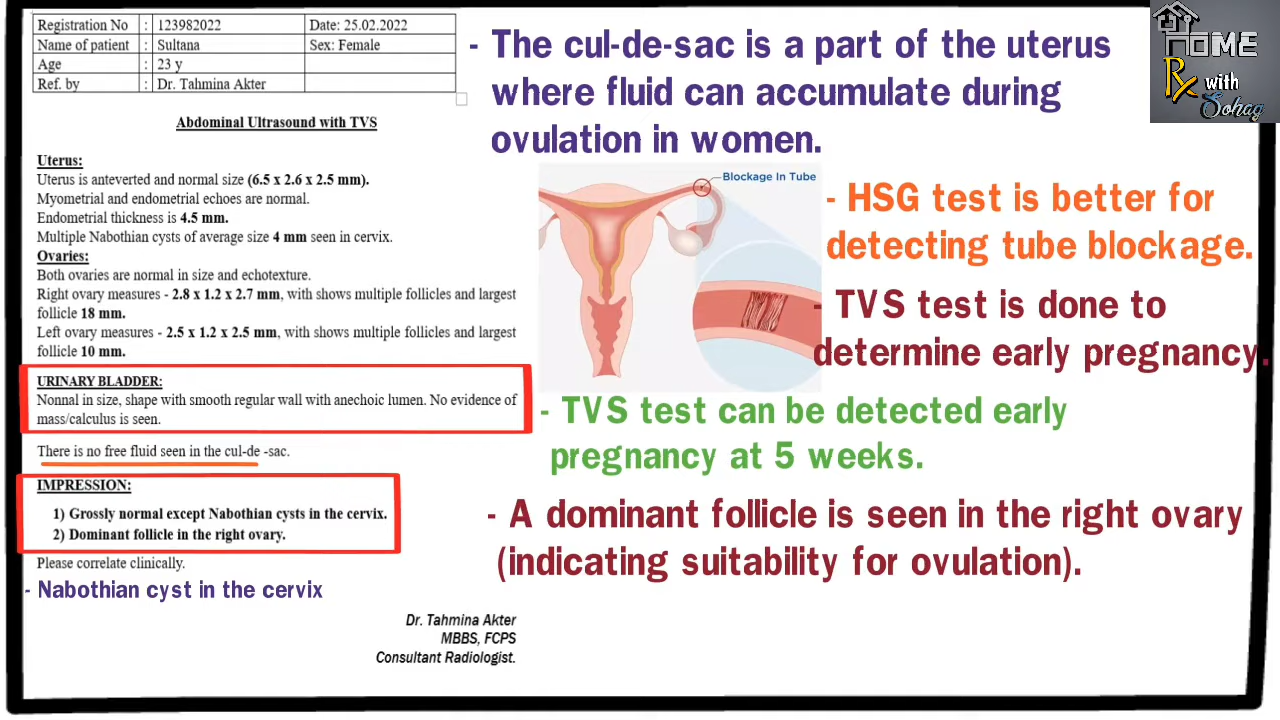 Registration No : 123982022 Date: 25.02.2022
Name of patient : Sultana Sex: Female
Age : 23 y
Ref. by : Dr. Tahmina Akter
Abdominal Ultrasound with TVS
Uterus:
Uterus is anteverted and normal size (6.5 x 2.6 x 2.5 mm).
Myometrial and endometrial echoes are normal.
Endometrial thickness is 4.5 mm.
Multiple Nabothian cysts of average size 4 mm seen in cervix.
Ovaries:
Both ovaries are normal in size and echotexture.
Right ovary measures - 2.8 x 1.2 x 2.7 mm, with shows multiple follicles and largest
follicle 18 mm.
Left ovary measures - 2.5 x 1.2 x 2.5 mm, with shows multiple follicles and largest
follicle 10 mm.
URINARY BLADDER:
Nonnal in size, shape with smooth regular wall with anechoic lumen. No evidence of
mass/calculus is seen.
There is no free fluid seen in the cul-de -sac.
IMPRESSION:
1) Grossly normal except Nabothian cysts in the cervix.
2) Dominant follicle in the right ovary.
Please correlate clinically.
- Nabothian cyst in the cervix
Dr. Tahmina Akter
MBBS, FCPS
Consultant Radiologist.
- The cul-de-sac is a part of the uterus
where fluid can accumulate during
ovulation in women.
Blockage In Tube
- HSG test is better for
detecting tube blockage.
- TVS test is done to
determine early pregnancy.
- TVS test can be detected early
pregnancy at 5 weeks.
- A dominant follicle is seen in the right ovary
(indicating suitability for ovulation).
HOME
Rx with
Sohag